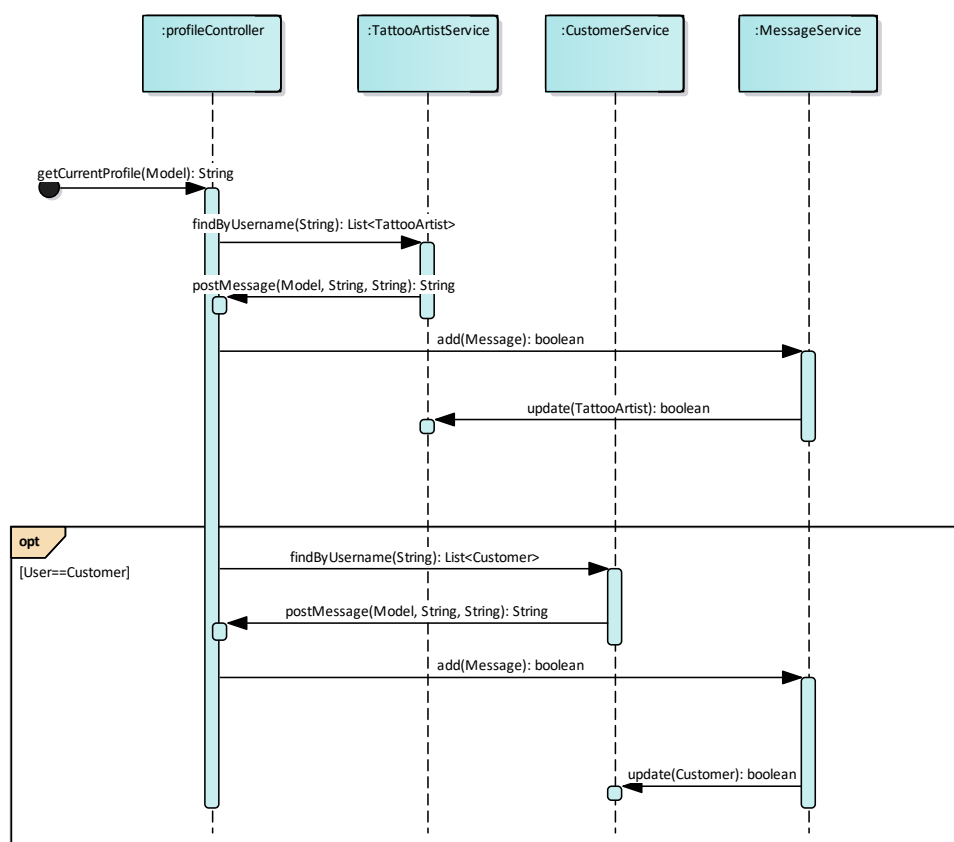 :profileController
:TattooArtistService
:CustomerService
:MessageService
getCurrentProfile(Model): String
findByUsername(String): List<TattooArtist>
postMessage(Model, String, String): String
add(Message): boolean
update(TattooArtist): boolean
opt
[User==Customer]
findByUsername(String): List<Customer>
postMessage(Model, String, String): String
add(Message): boolean
update(Customer): boolean